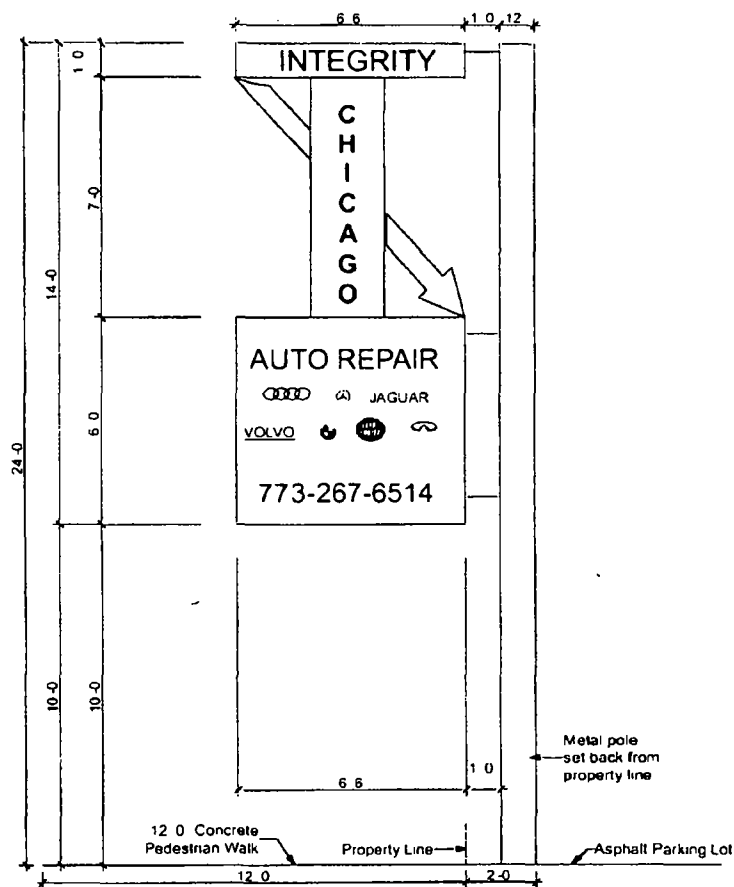 6 6
1 0
12
INTEGRITY
CHICAGO
AUTO REPAIR
JAGUAR
VOLVO
773-267-6514
1 0
7-0
14-0
6 0
24-0
10-0
10-0
6 6
1 0
Metal pole
set back from
property line
12 0 Concrete
Pedestrian Walk
Property Line
Asphalt Parking Lot
12 0
2-0